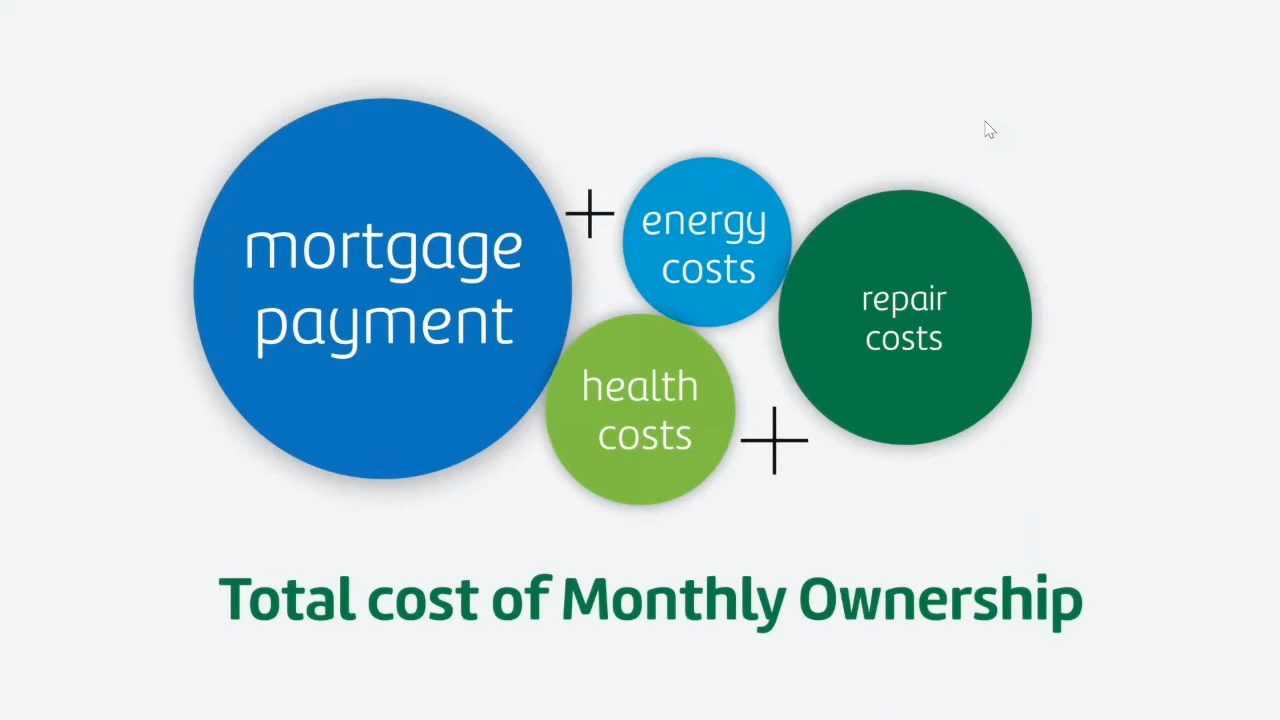 mortgage
payment
+
energy
costs
health
costs
+
repair
costs
Total cost of Monthly Ownership